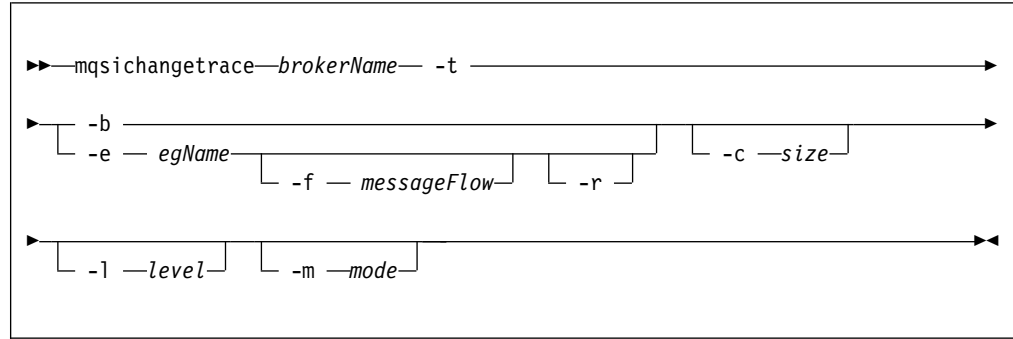 mqsichangetrace brokerName -t
-b
-e egName
-c size
-f messageFlow
-r
-l level
-m mode